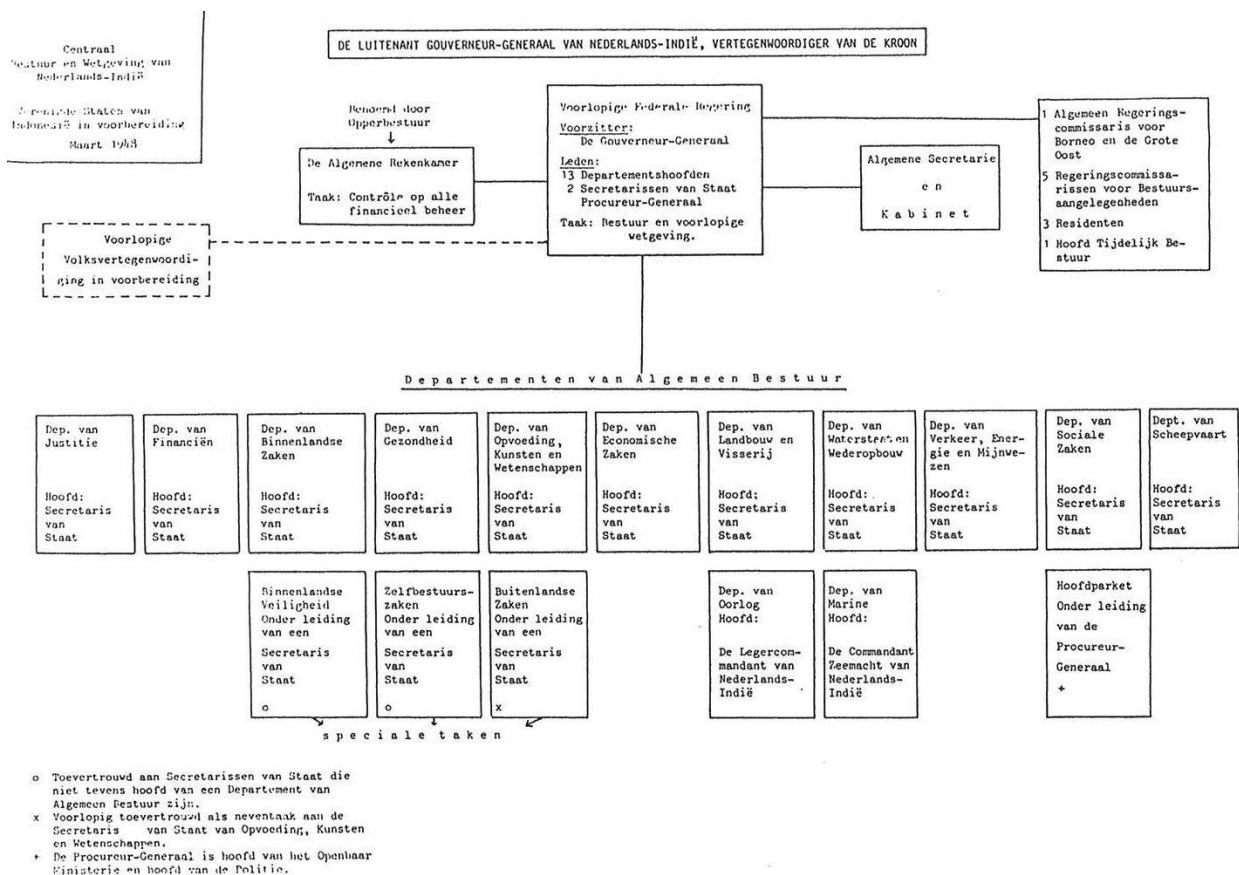 Centraal
Bestuur en Wetgeving van
Nederlands-Indië
Verenigde Staten van
Indonesië in voorbereiding
Maart 1948
DE LUITENANT GOUVERNEUR-GENERAAL VAN NEDERLANDS-INDIË, VERTEGENWOORDIGER VAN DE KROON
Benoemd door
Opperbestuur
De Algemene Rekenkamer
Taak: Contrôle op alle
financieel beheer
Voorlopige Federale Regering
Voorzitter:
De Gouverneur-Generaal
Leden:
13 Departementshoofden
2 Secretarissen van Staat
Procureur-Generaal
Taak: Bestuur en voorlopige
wetgeving.
Algemene Secretarie
en
Kabinet
1 Algemeen Regerings-
commissaris voor
Borneo en de Grote
Oost
5 Regeringscommissa-
rissen voor Bestuurs-
aangelegenheden
3 Residenten
1 Hoofd Tijdelijk Be-
stuur
Voorlopige
Volksvertegenwoordi-
ging in voorbereiding
Departementen van Algemeen Bestuur
Dep. van
Justitie
Hoofd:
Secretaris
van
Staat
Dep. van
Financiën
Hoofd:
Secretaris
van
Staat
Dep. van
Binnenlandse
Zaken
Hoofd:
Secretaris
van
Staat
Dep. van
Gezondheid
Hoofd:
Secretaris
van
Staat
Dep. van
Opvoeding,
Kunsten en
Wetenschappen
Hoofd:
Secretaris
van
Staat
Dep. van
Economische
Zaken
Hoofd:
Secretaris
van
Staat
Dep. van
Landbouw en
Visserij
Hoofd:
Secretaris
van
Staat
Dep. van
Waterstaat en
Wederopbouw
Hoofd:
Secretaris
van
Staat
Dep. van
Verkeer, Ener-
gie en Mijnwe-
zen
Hoofd:
Secretaris
van
Staat
Dep. van
Sociale
Zaken
Hoofd:
Secretaris
van
Staat
Dept. van
Scheepvaart
Hoofd:
Secretaris
van
Staat
Binnenlandse
Veiligheid
Onder leiding
van een
Secretaris
van
Staat
o
Zelfbestuurs-
zaken
Onder leiding
van een
Secretaris
van
Staat
o
Buitenlandse
Zaken
Onder leiding
van een
Secretaris
van
Staat
x
Dep. van
Oorlog
Hoofd:
De Legercom-
mandant van
Nederlands-
Indië
Dep. van
Marine
Hoofd:
De Commandant
Zeemacht van
Nederlands-
Indië
Hoofdparket
Onder leiding
van de
Procureur-
Generaal
+
speciale taken
o Toevertrouwd aan Secretarissen van Staat die
niet tevens hoofd van een Departement van
Algemeen Bestuur zijn.
x Voorlopig toevertrouwd als neventaak aan de
Secretaris van Staat van Opvoeding, Kunsten
en Wetenschappen.
+ De Procureur-Generaal is hoofd van het Openbaar
Ministerie en hoofd van de Politie.